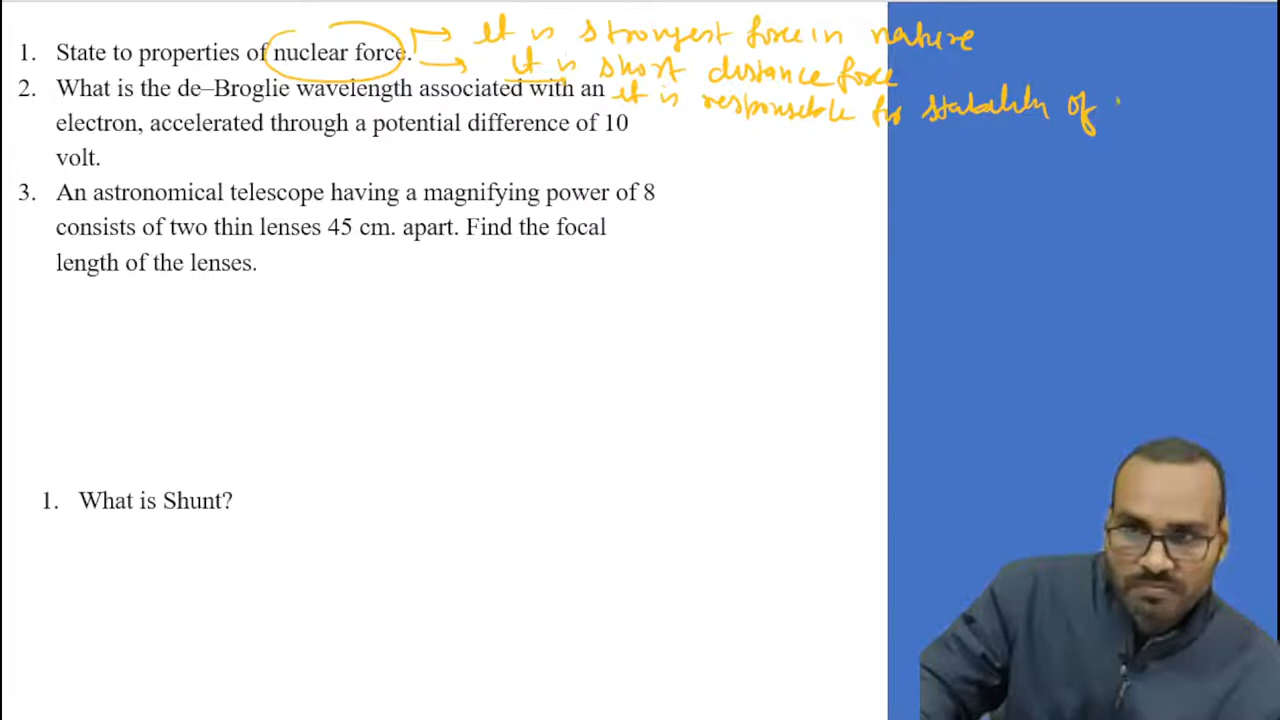 1. State to properties of nuclear force. It is strongest force in nature
it is short distance force
2. What is the de–Broglie wavelength associated with an it is responsible for stability of
electron, accelerated through a potential difference of 10
volt.
3. An astronomical telescope having a magnifying power of 8
consists of two thin lenses 45 cm. apart. Find the focal
length of the lenses.
1. What is Shunt?